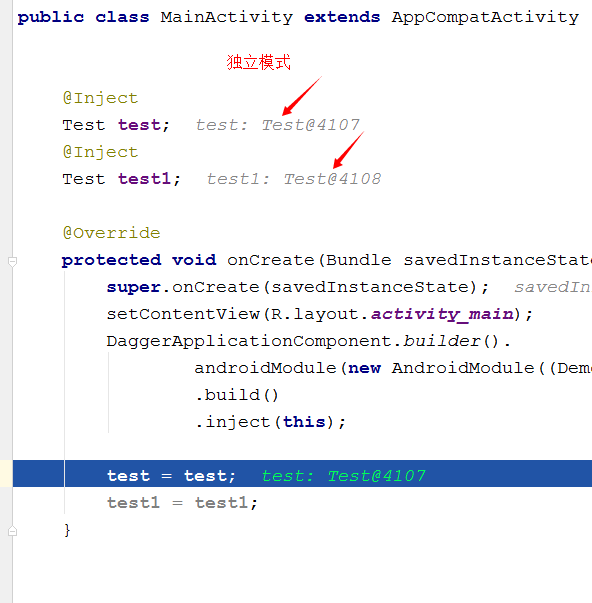 public class MainActivity extends AppCompatActivity
独立模式
@Inject
Test test; test: Test@4107
@Inject
Test test1; test1: Test@4108
@Override
protected void onCreate(Bundle savedInstanceState
super.onCreate(savedInstanceState); savedIn
setContentView(R.layout.activity_main);
DaggerApplicationComponent.builder().
androidModule(new AndroidModule((Demo
.build()
.inject(this);
test = test; test: Test@4107
test1 = test1;
}